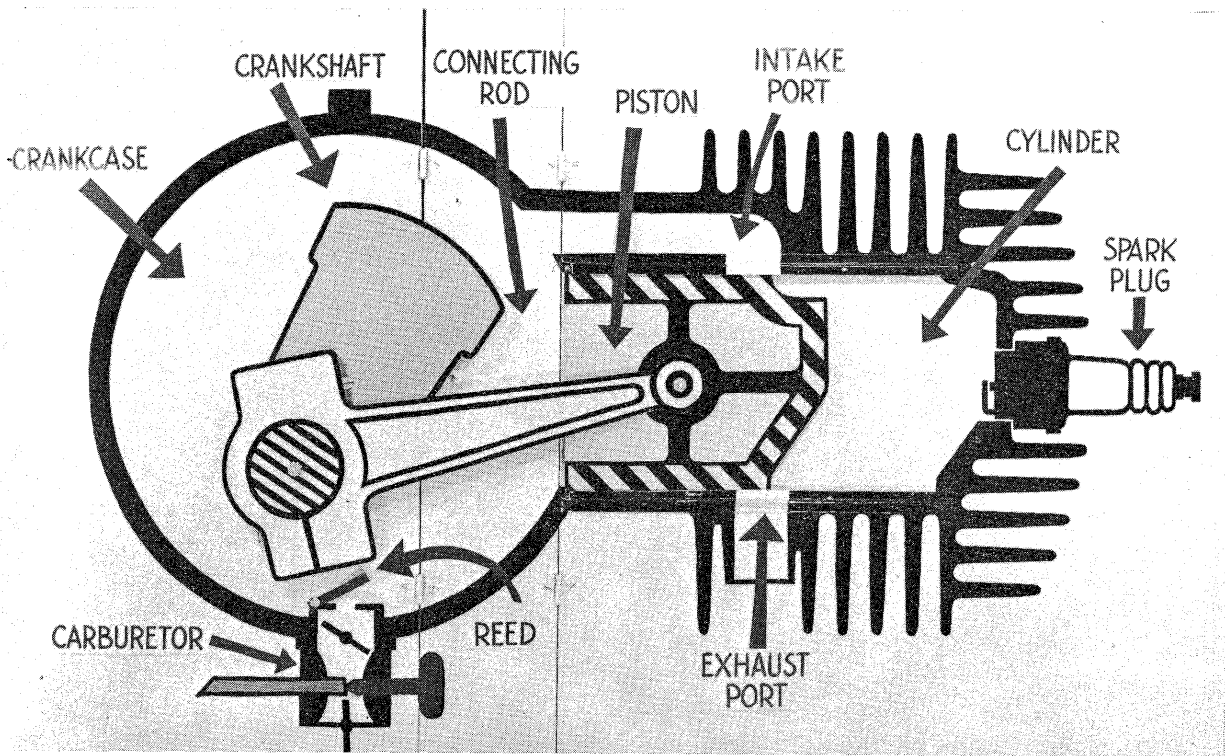 CRANKSHAFT
CONNECTING
ROD
PISTON
INTAKE
PORT
CRANKCASE
CYLINDER
SPARK
PLUG
CARBURETOR
REED
EXHAUST
PORT